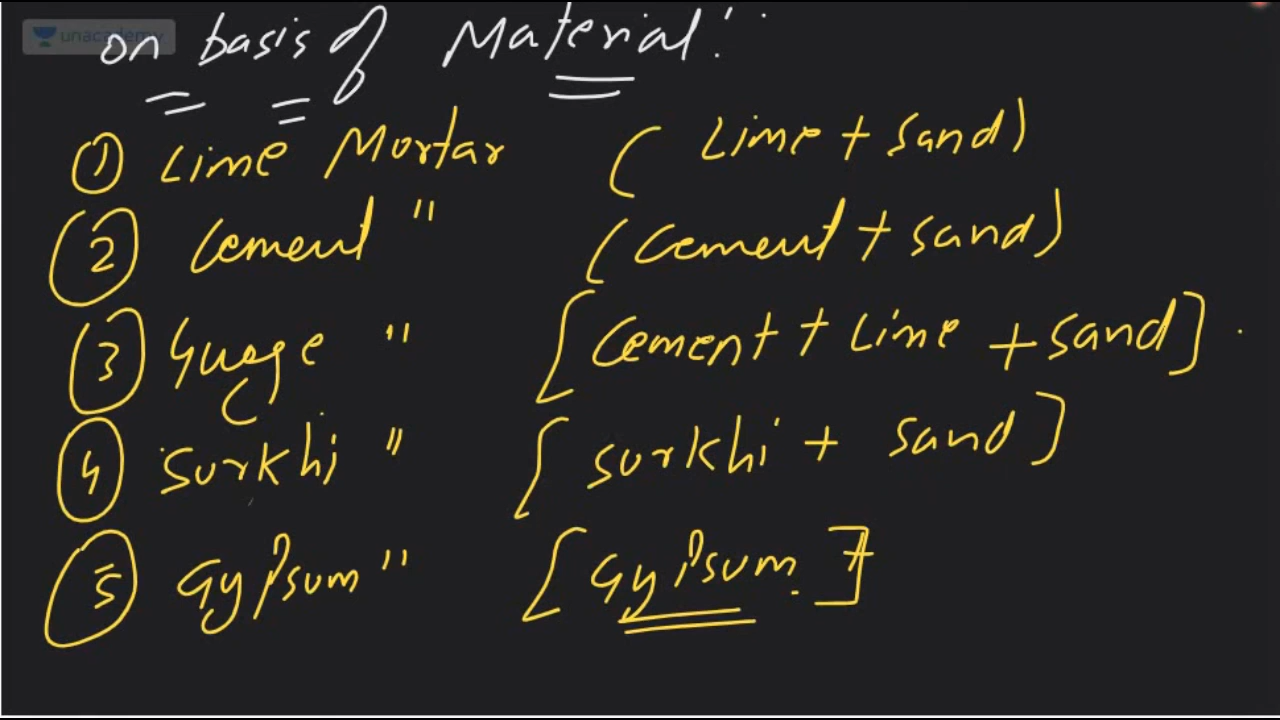 unacademy
on basis of Material:
① Lime Mortar ( Lime + Sand)
② Cement " (Cement + Sand)
③ Guage " [Cement + Lime + Sand].
④ Surkhi " [Surkhi + Sand]
⑤ Gypsum " [Gypsum.]